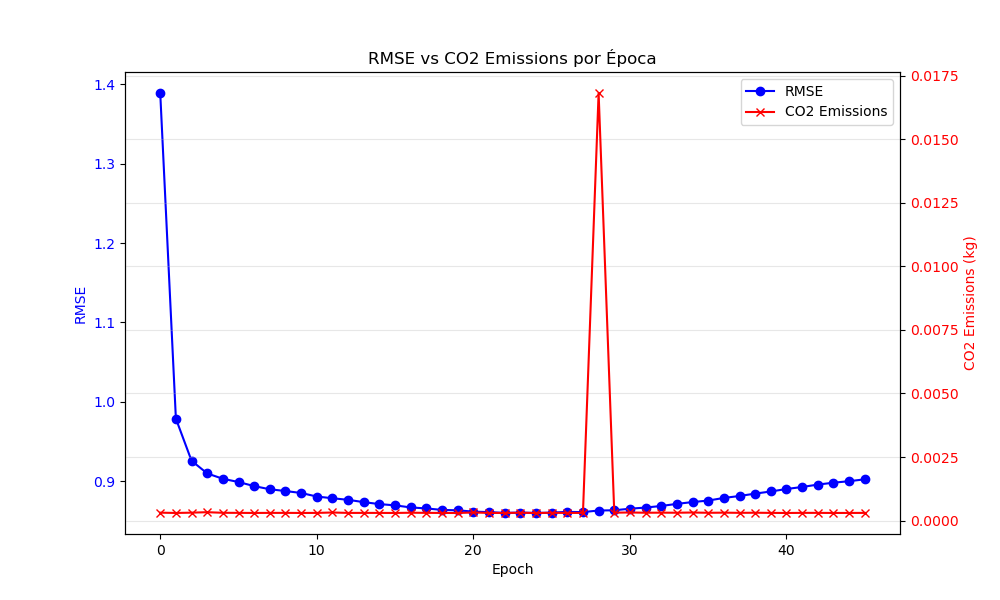 RMSE vs CO2 Emissions por Época
RMSE
CO2 Emissions
1.4
1.3
1.2
1.1
1.0
0.9
RMSE
0.0175
0.0150
0.0125
0.0100
0.0075
0.0050
0.0025
0.0000
CO2 Emissions (kg)
0 10 20 30 40
Epoch